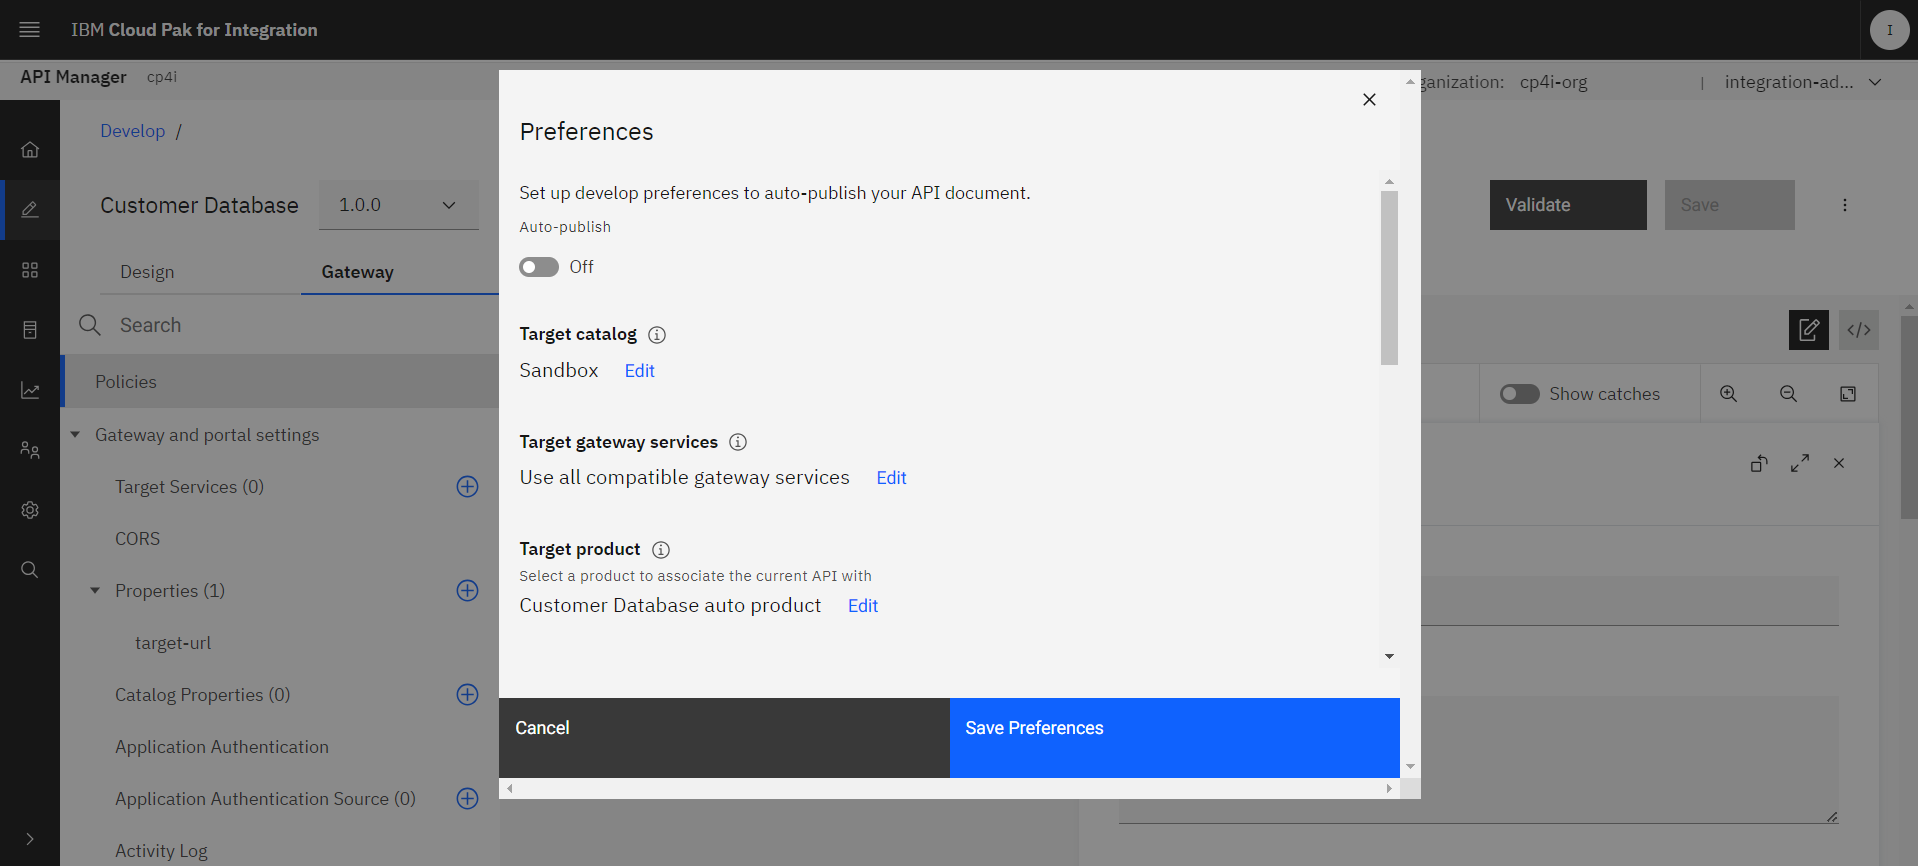 IBM Cloud Pak for Integration
I
API Manager cp4i
ganization: cp4i-org | integration-ad...
Develop /
Customer Database 1.0.0
Validate
Save
Design
Gateway
Search
Policies
Gateway and portal settings
Target Services (0)
CORS
Properties (1)
target-url
Catalog Properties (0)
Application Authentication
Application Authentication Source (0)
Activity Log
Preferences
Set up develop preferences to auto-publish your API document.
Auto-publish
Off
Target catalog
Sandbox Edit
Target gateway services
Use all compatible gateway services Edit
Target product
Select a product to associate the current API with
Customer Database auto product Edit
Cancel
Save Preferences
</>
Show catches